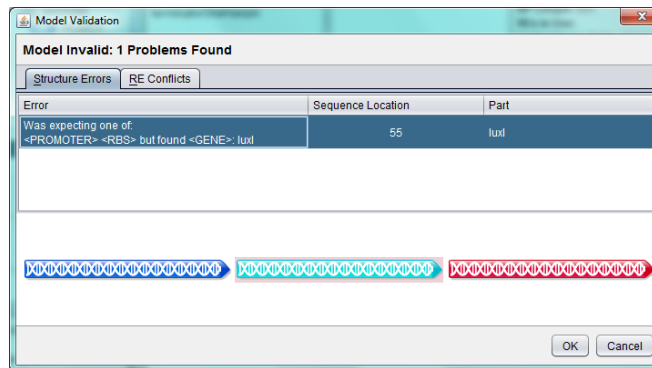 Model Validation
Model Invalid: 1 Problems Found
Structure Errors
RE Conflicts
Error
Sequence Location
Part
Was expecting one of:
<PROMOTER> <RBS> but found <GENE>: luxI
55
luxI
OK
Cancel